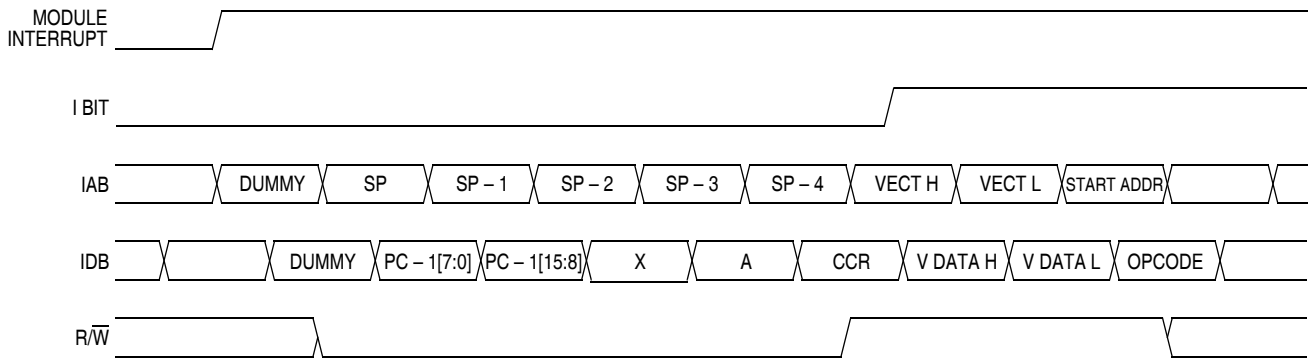 MODULE
INTERRUPT
I BIT
IAB DUMMY SP SP – 1 SP – 2 SP – 3 SP – 4 VECT H VECT L START ADDR
IDB DUMMY PC – 1[7:0] PC – 1[15:8] X A CCR V DATA H V DATA L OPCODE
R/W̅